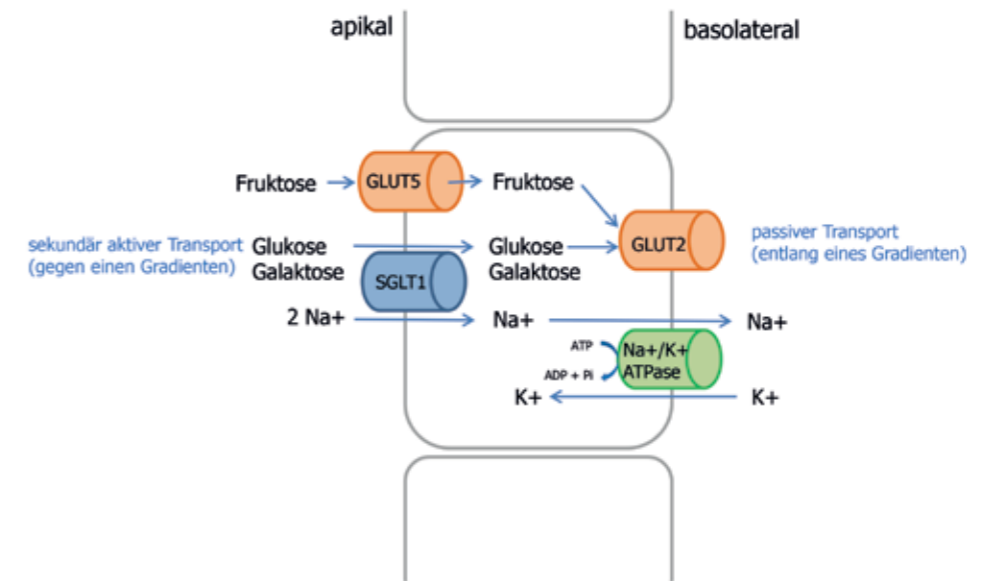 apikal
basolateral
Fruktose
GLUT5
Fruktose
sekundär aktiver Transport
(gegen einen Gradienten)
Glukose
Galaktose
SGLT1
Glukose
Galaktose
GLUT2
passiver Transport
(entlang eines Gradienten)
2 Na+
Na+
Na+
ATP
ADP + Pi
Na+/K+
ATPase
K+
K+